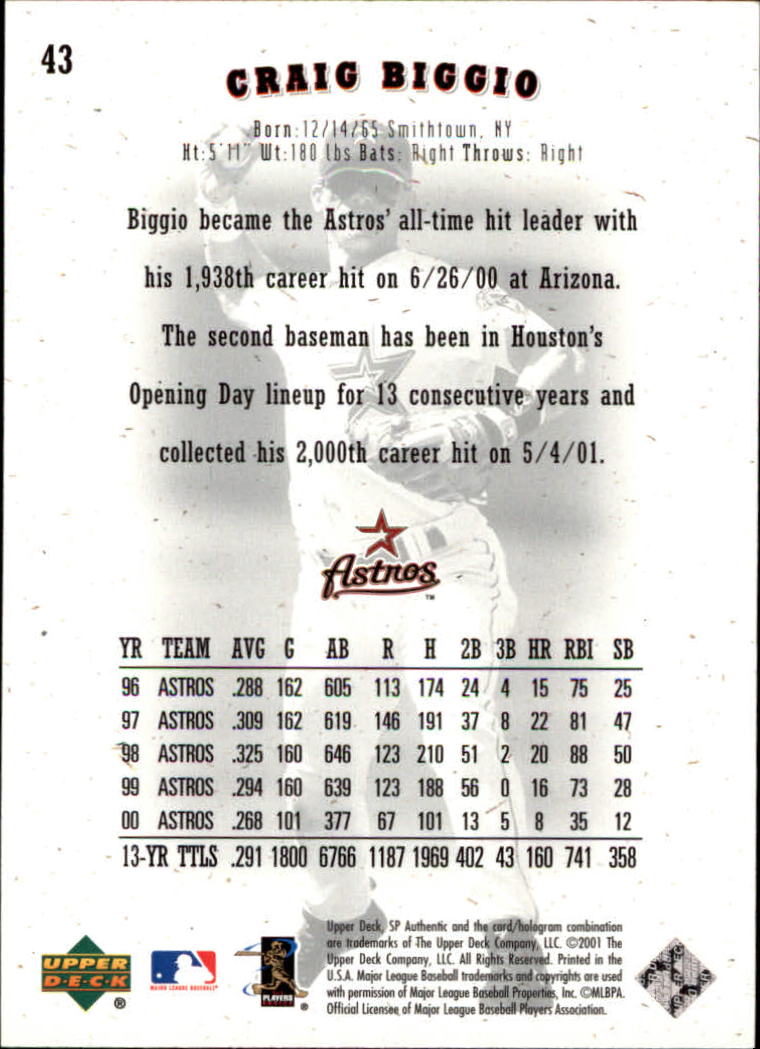 43
CRAIG BIGGIO
Born:12/14/65 Smithtown, NY
Ht:5'11" Wt:180 lbs Bats: Right Throws: Right
Biggio became the Astros' all-time hit leader with
his 1,938th career hit on 6/26/00 at Arizona.
The second baseman has been in Houston's
Opening Day lineup for 13 consecutive years and
collected his 2,000th career hit on 5/4/01.
Astros™
YR TEAM AVG G AB R H 2B 3B HR RBI SB
96 ASTROS .288 162 605 113 174 24 4 15 75 25
97 ASTROS .309 162 619 146 191 37 8 22 81 47
98 ASTROS .325 160 646 123 210 51 2 20 88 50
99 ASTROS .294 160 639 123 188 56 0 16 73 28
00 ASTROS .268 101 377 67 101 13 5 8 35 12
13-YR TTLS .291 1800 6766 1187 1969 402 43 160 741 358
UPPER
D·E·C·K
®
MAJOR LEAGUE BASEBALL
PLAYERS
CHOICE
®
Upper Deck, SP Authentic and the card/hologram combination
are trademarks of The Upper Deck Company, LLC. ©2001 The
Upper Deck Company, LLC. All Rights Reserved. Printed in the
U.S.A. Major League Baseball trademarks and copyrights are used
with permission of Major League Baseball Properties, Inc. ©MLBPA.
Official Licensee of Major League Baseball Players Association.